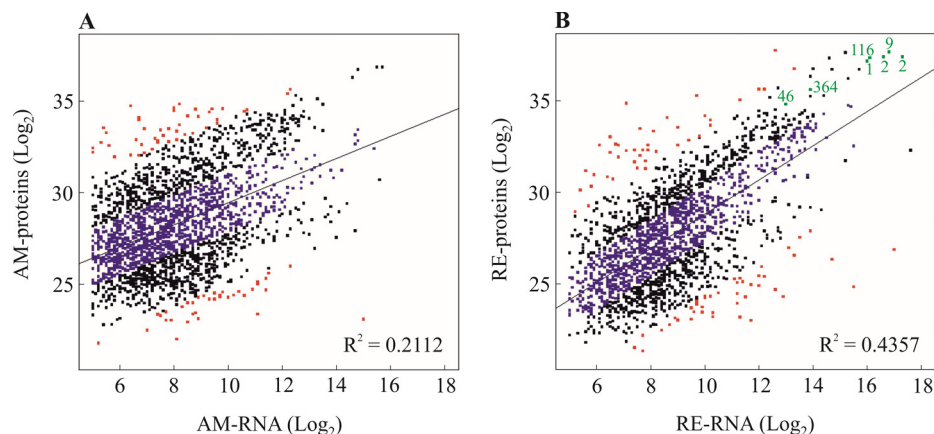 A
AM-proteins (Log2)
35
30
25
R2 = 0.2112
6 8 10 12 14 16 18
AM-RNA (Log2)
B
RE-proteins (Log2)
35
30
25
116 9
1 2 2
46 364
R2 = 0.4357
6 8 10 12 14 16 18
RE-RNA (Log2)